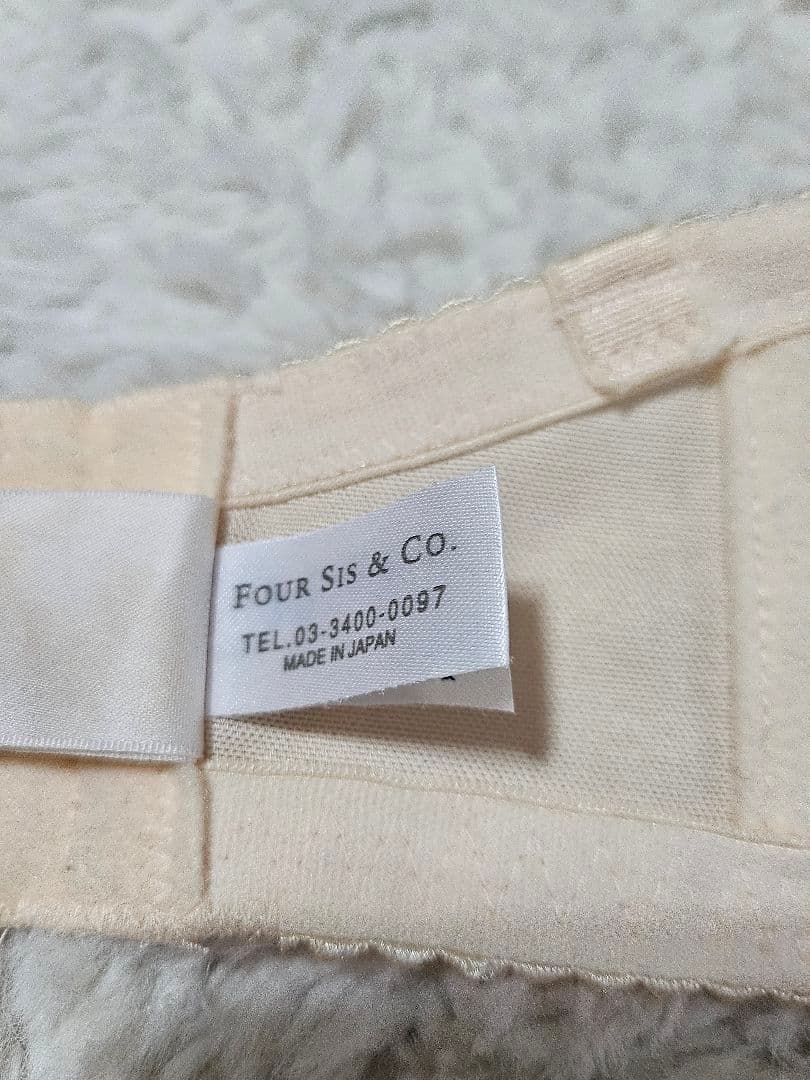 FOUR SIS & CO.
TEL.03-3400-0097
MADE IN JAPAN